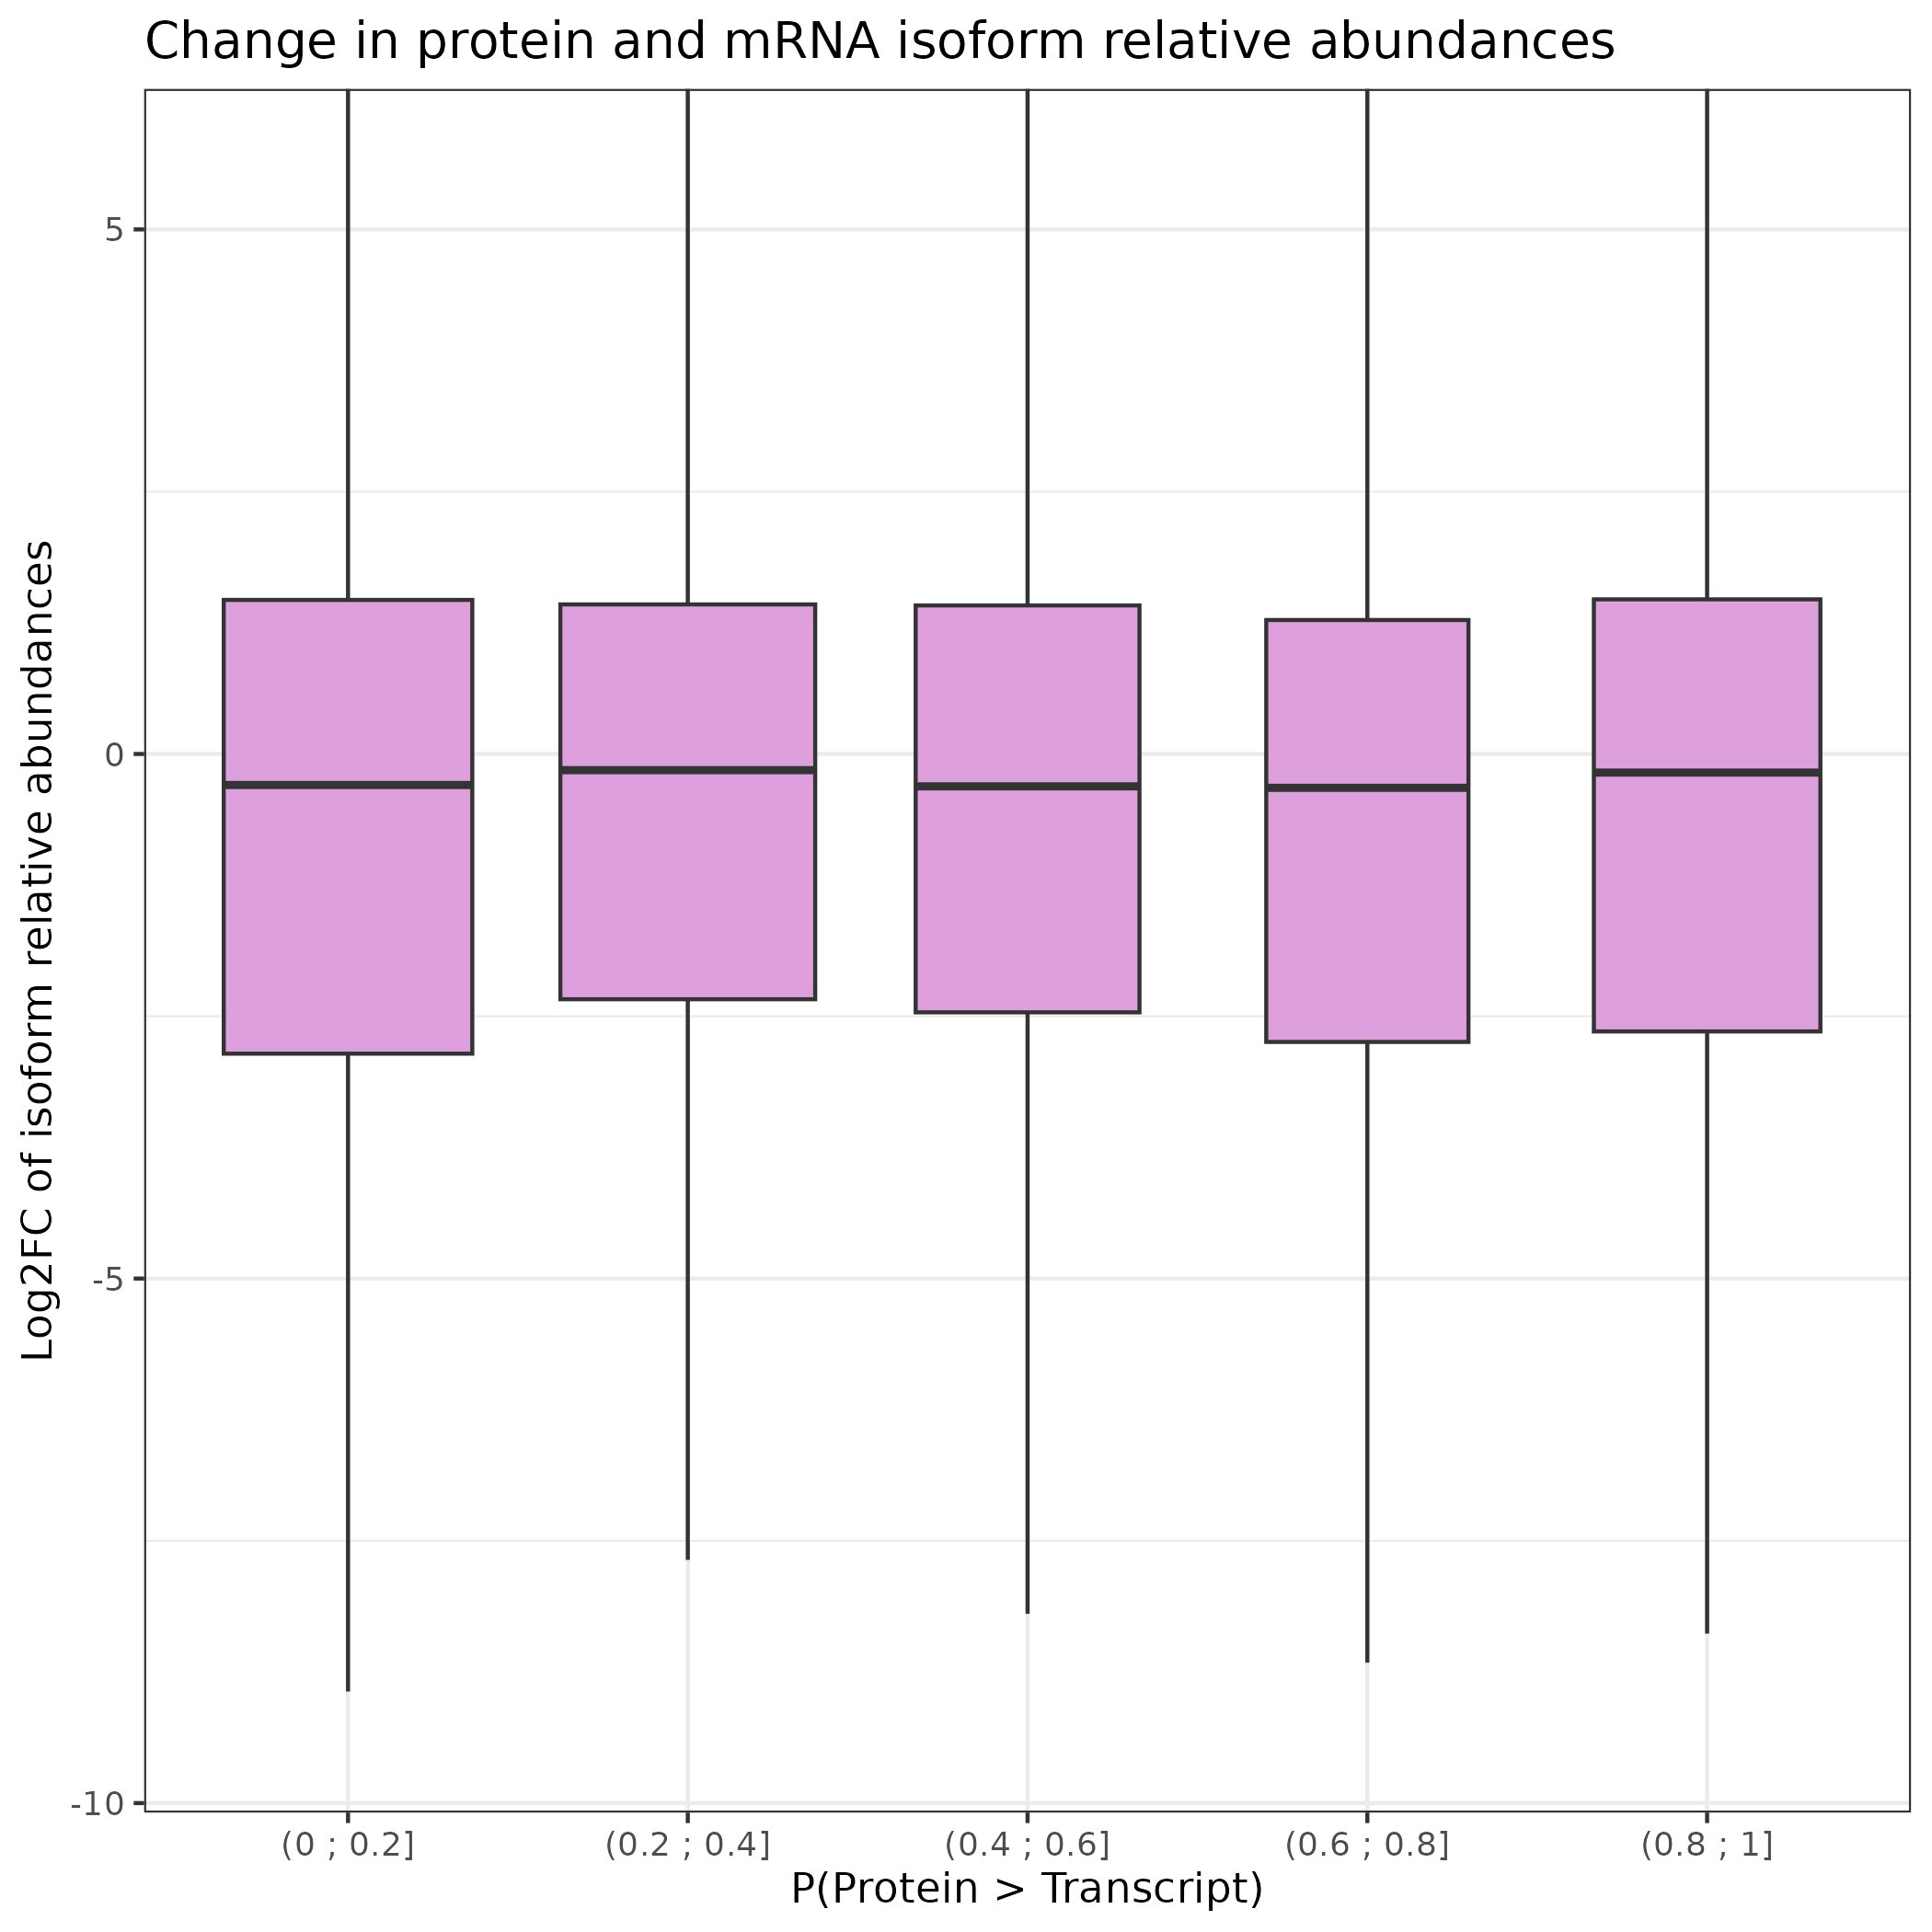 Change in protein and mRNA isoform relative abundances
Log2FC of isoform relative abundances
5
0
-5
-10
(0 ; 0.2]
(0.2 ; 0.4]
(0.4 ; 0.6]
(0.6 ; 0.8]
(0.8 ; 1]
P(Protein > Transcript)